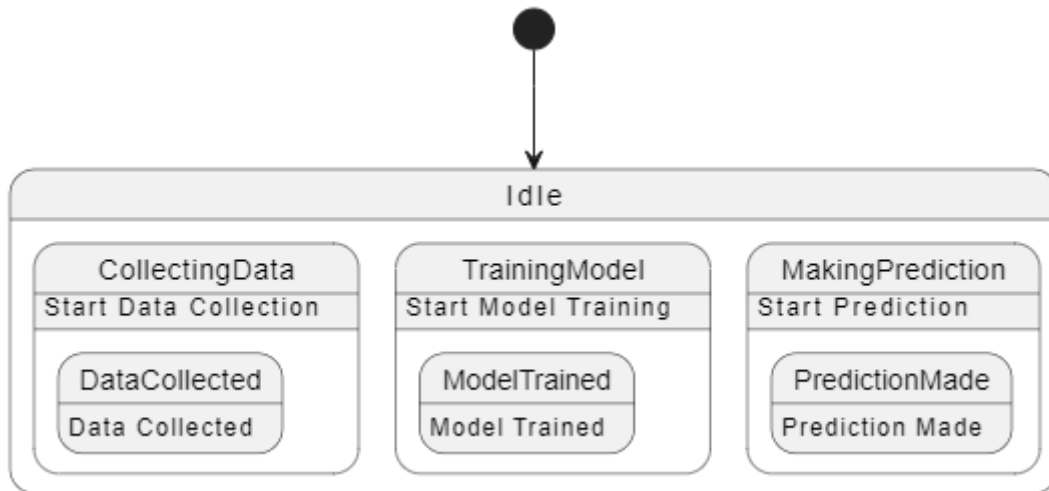 Idle
CollectingData
Start Data Collection
DataCollected
Data Collected
TrainingModel
Start Model Training
ModelTrained
Model Trained
MakingPrediction
Start Prediction
PredictionMade
Prediction Made